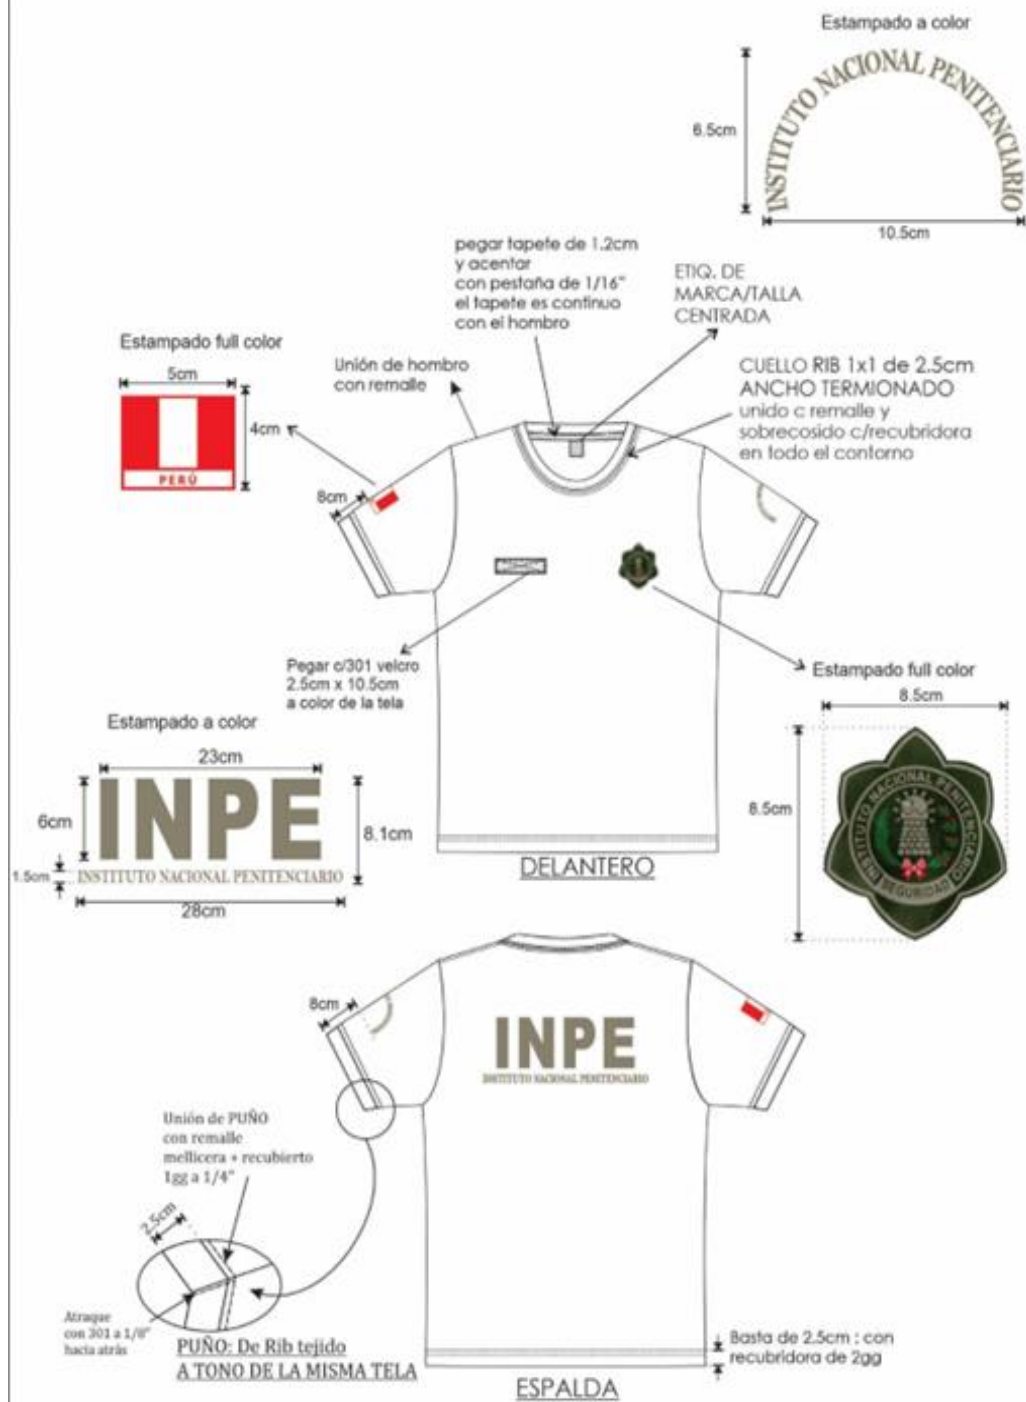 Estampado a color
INSTITUTO NACIONAL PENITENCIARIO
6.5cm
10.5cm
pegar tapete de 1.2cm
y acentar
con pestaña de 1/16"
el tapete es continuo
con el hombro
ETIQ. DE
MARCA/TALLA
CENTRADA
Estampado full color
5cm
4cm
PERÚ
Unión de hombro
con remalle
CUELLO RIB 1x1 de 2.5cm
ANCHO TERMIONADO
unido c remalle y
sobrecosido c/recubridora
en todo el contorno
8cm
Pegar c/301 velcro
2.5cm x 10.5cm
a color de la tela
Estampado full color
8.5cm
8.5cm
INSTITUTO NACIONAL PENITENCIARIO
SEGURIDAD
Estampado a color
23cm
INPE
6cm
8.1cm
1.5cm
INSTITUTO NACIONAL PENITENCIARIO
28cm
DELANTERO
8cm
INPE
INSTITUTO NACIONAL PENITENCIARIO
Unión de PUÑO
con remalle
mellicera + recubierto
1gg a 1/4"
2.5cm
Atraque
con 301 a 1/8"
hacia atrás
PUÑO: De Rib tejido
A TONO DE LA MISMA TELA
Basta de 2.5cm : con
recubridora de 2gg
ESPALDA